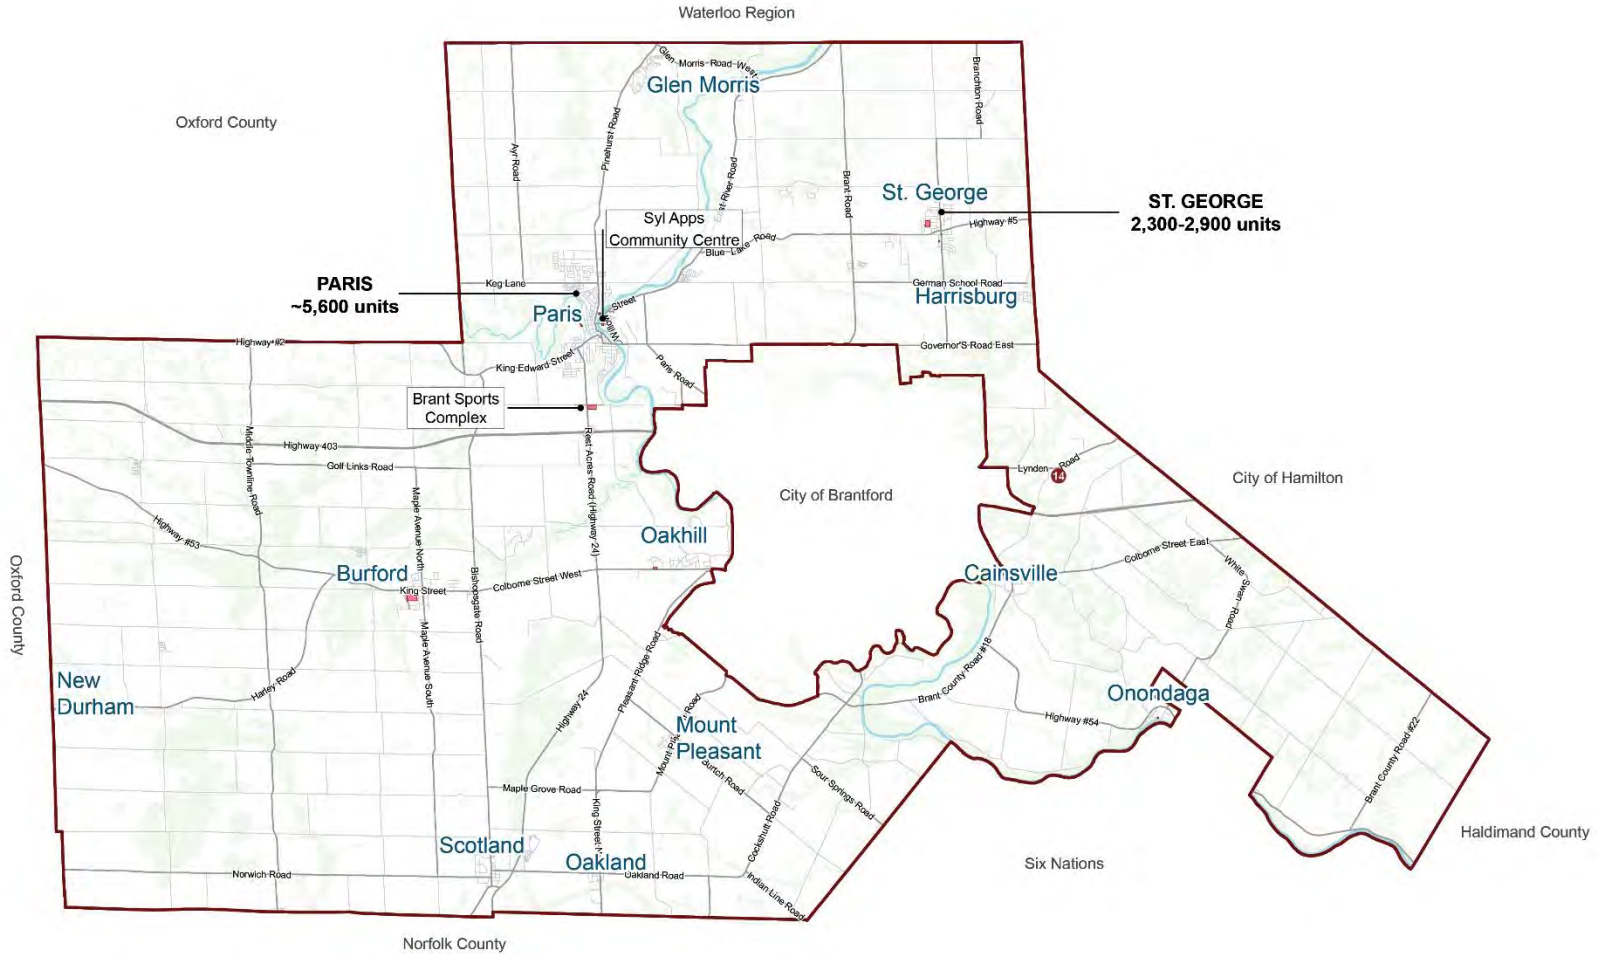 Waterloo Region
Glen Morris Road West
Glen Morris
Branchton Road
Oxford County
Pinehurst Road
Ayr Road
East River Road
Brant Road
St. George
ST. GEORGE
2,300-2,900 units
Highway #5
Syl Apps
Community Centre
Blue Lake Road
PARIS
~5,600 units
Keg Lane
German School Road
Harrisburg
Paris
Street
Highway #2
Governor'S Road East
King Edward Street
Paris Road
Brant Sports
Complex
Highway 403
Middle Townline Road
Rest Acres Road (Highway 24)
Golf Links Road
Lynden Road
14
City of Hamilton
City of Brantford
Maple Avenue North
Highway #53
Oakhill
Colborne Street East
White Swan Road
Oxford County
Burford
King Street
Bishopsgate Road
Colborne Street West
Cainsville
Maple Avenue South
Pleasant Ridge Road
Brant County Road #18
New
Durham
Harley Road
Highway 24
Onondaga
Highway #54
Mount
Pleasant
Burtch Road
Sour Springs Road
Brant County Road #22
Maple Grove Road
King Street N
Cockshutt Road
Haldimand County
Scotland
Oakland
Six Nations
Norwich Road
Oakland Road
Indian Line Road
Norfolk County